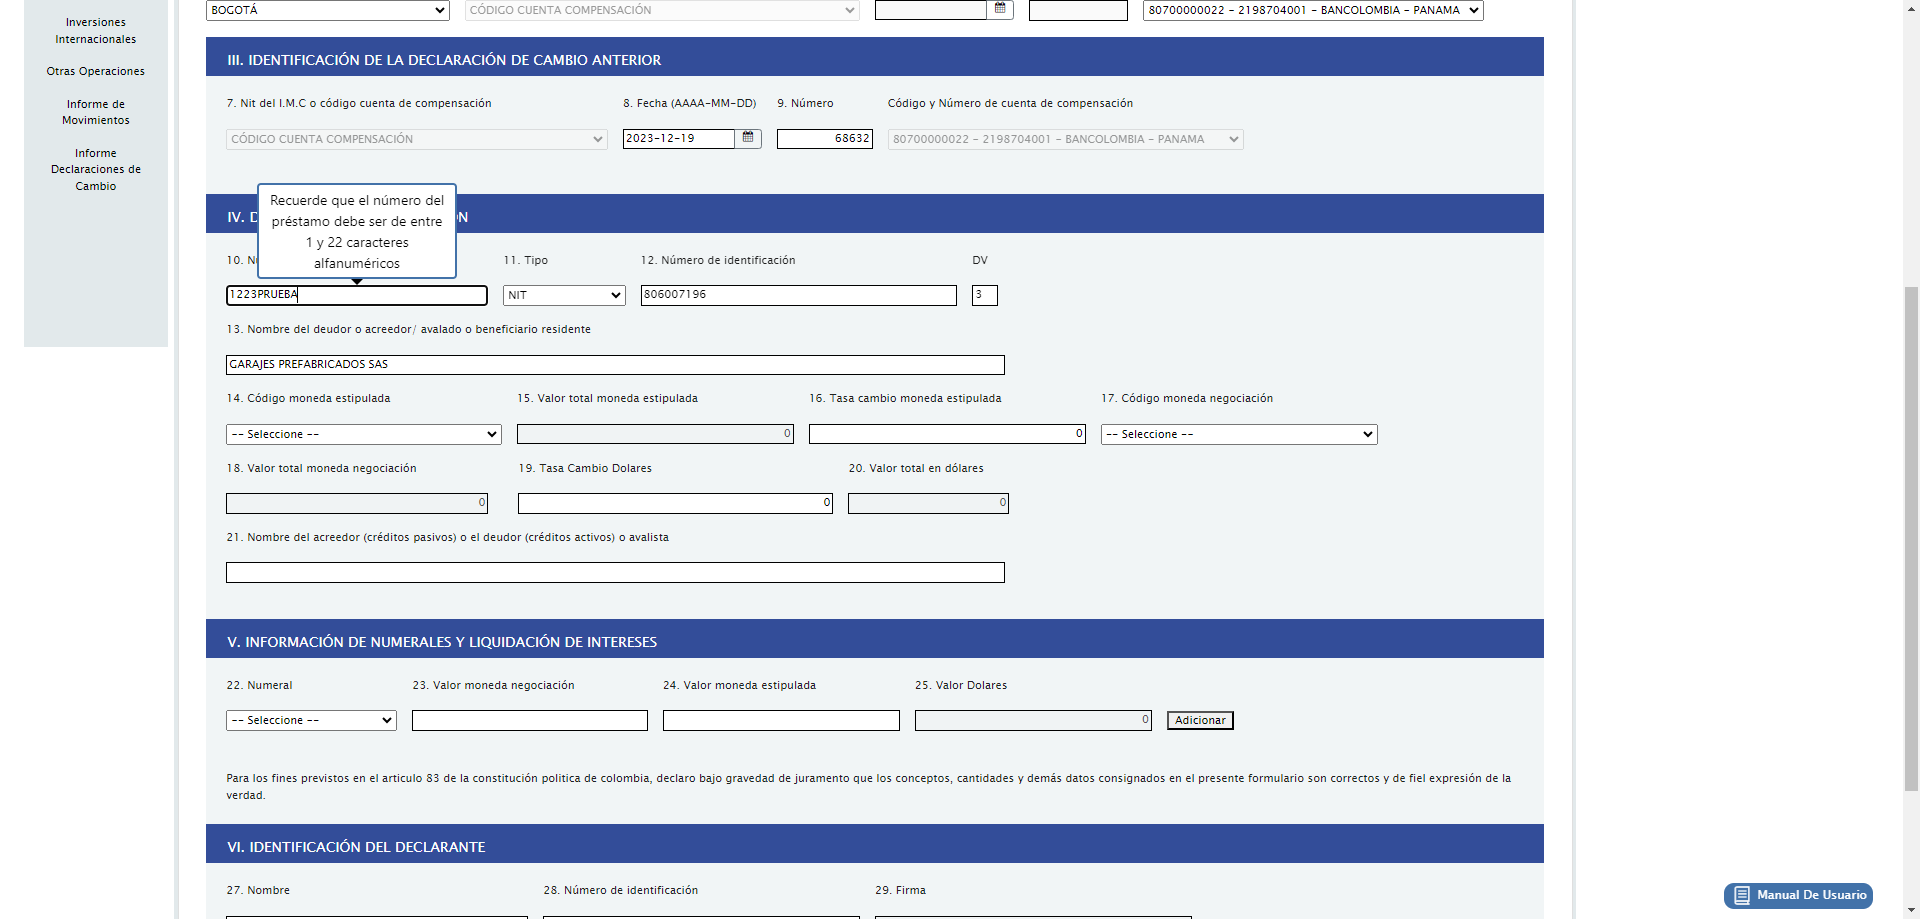 Inversiones
Internacionales
Otras Operaciones
Informe de
Movimientos
Informe
Declaraciones de
Cambio
BOGOTÁ
CÓDIGO CUENTA COMPENSACIÓN
80700000022 - 2198704001 - BANCOLOMBIA - PANAMA
III. IDENTIFICACIÓN DE LA DECLARACIÓN DE CAMBIO ANTERIOR
7. Nit del I.M.C o código cuenta de compensación
8. Fecha (AAAA-MM-DD)
9. Número
Código y Número de cuenta de compensación
CÓDIGO CUENTA COMPENSACIÓN
2023-12-19
68632
80700000022 - 2198704001 - BANCOLOMBIA - PANAMA
Recuerde que el número del
préstamo debe ser de entre
1 y 22 caracteres
alfanuméricos
IV.
11. Tipo
12. Número de identificación
DV
1223PRUEBA
NIT
806007196
3
13. Nombre del deudor o acreedor/ avalado o beneficiario residente
GARAJES PREFABRICADOS SAS
14. Código moneda estipulada
15. Valor total moneda estipulada
16. Tasa cambio moneda estipulada
17. Código moneda negociación
-- Seleccione --
0
0
-- Seleccione --
18. Valor total moneda negociación
19. Tasa Cambio Dolares
20. Valor total en dólares
0
0
0
21. Nombre del acreedor (créditos pasivos) o el deudor (créditos activos) o avalista
V. INFORMACIÓN DE NUMERALES Y LIQUIDACIÓN DE INTERESES
22. Numeral
23. Valor moneda negociación
24. Valor moneda estipulada
25. Valor Dolares
-- Seleccione --
0
Adicionar
Para los fines previstos en el articulo 83 de la constitución politica de colombia, declaro bajo gravedad de juramento que los conceptos, cantidades y demás datos consignados en el presente formulario son correctos y de fiel expresión de la
verdad.
VI. IDENTIFICACIÓN DEL DECLARANTE
27. Nombre
28. Número de identificación
29. Firma
Manual De Usuario